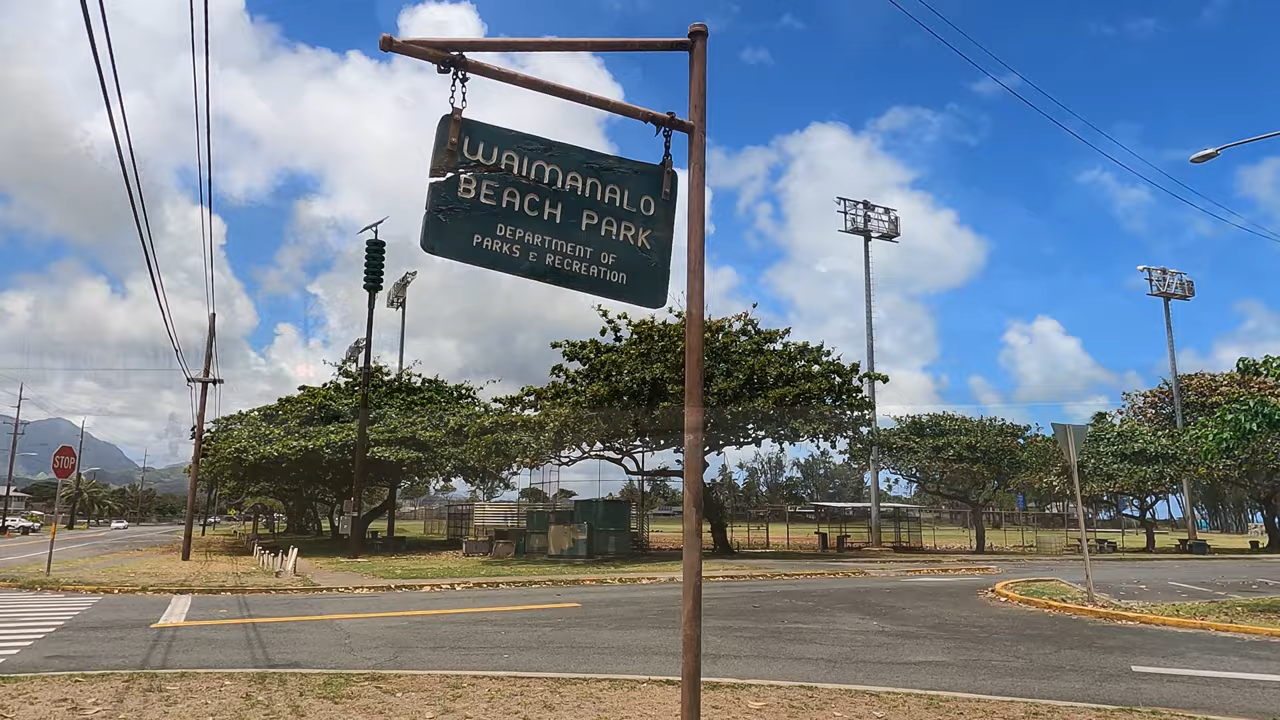 WAIMANALO
BEACH PARK
DEPARTMENT OF
PARKS & RECREATION
STOP